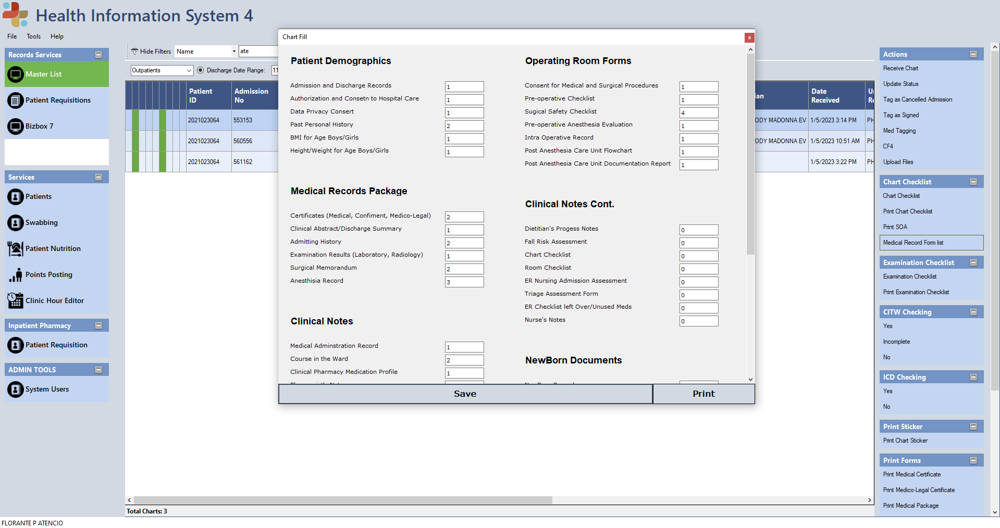 Health Information System 4
File Tools Help
Records Services
Master List
Patient Requisitions
Bizbox 7
Services
Patients
Swabbing
Patient Nutrition
Points Posting
Clinic Hour Editor
Inpatient Pharmacy
Patient Requisition
ADMIN TOOLS
System Users
Hide Filters Name ate
Outpatients Discharge Date Range: 11
Patient ID Admission No
2021023064 553153
2021023064 560556
2021023064 561162
Chart Fill
x
Patient Demographics
Admission and Discharge Records 1
Authorization and Consetn to Hospital Care 1
Data Privacy Consert 1
Past Personal History 2
BMI for Age Boys/Girls 1
Height/Weight for Age Boys/Girls 1
Medical Records Package
Certificates (Medical, Confiment, Medico-Legal) 2
Clinical Abstract/Discharge Summary 1
Admitting History 2
Examination Results (Laboratory, Radiology) 1
Surgical Memorandum 2
Anesthisia Record 3
Clinical Notes
Medical Adminstration Record 1
Course in the Ward 2
Clinical Pharmacy Medication Profile 1
Operating Room Forms
Consent for Medical and Surgical Procedures 1
Pre-operative Checklist 1
Sugical Safety Checklist 4
Pre-operative Anesthesia Evaluation 1
Intra Operative Record 1
Post Anesthesia Care Unit Flowchart 1
Post Anesthesia Care Unit Documentation Report 1
Clinical Notes Cont.
Dietitian's Progess Notes 0
Fall Risk Assessment 0
Chart Checklist 0
Room Checklist 0
ER Nursing Admission Assessment 0
Triage Assessment Form 0
ER Checklist left Over/Unused Meds 0
Nurse's Notes 0
NewBorn Documents
Save Print
ian Date Received
ODY MADONNA EV 1/5/2023 3:14 PM PH
ODY MADONNA EV 1/5/2023 10:51 AM PH
1/5/2023 3:22 PM PH
Total Charts: 3
Actions
Receive Chart
Update Status
Tag as Cancelled Admission
Tag as Signed
Med Tagging
CF4
Upload Files
Chart Checklist
Chart Checklist
Print Chart Checklist
Print SOA
Medical Record Form list
Examination Checklist
Examination Checklist
Print Examination Checklist
CITW Checking
Yes
Incomplete
No
ICD Checking
Yes
No
Print Sticker
Print Chart Sticker
Print Forms
Print Medical Certificate
Print Medico-Legal Certificate
Print Medical Package
FLORANTE P ATENCIO